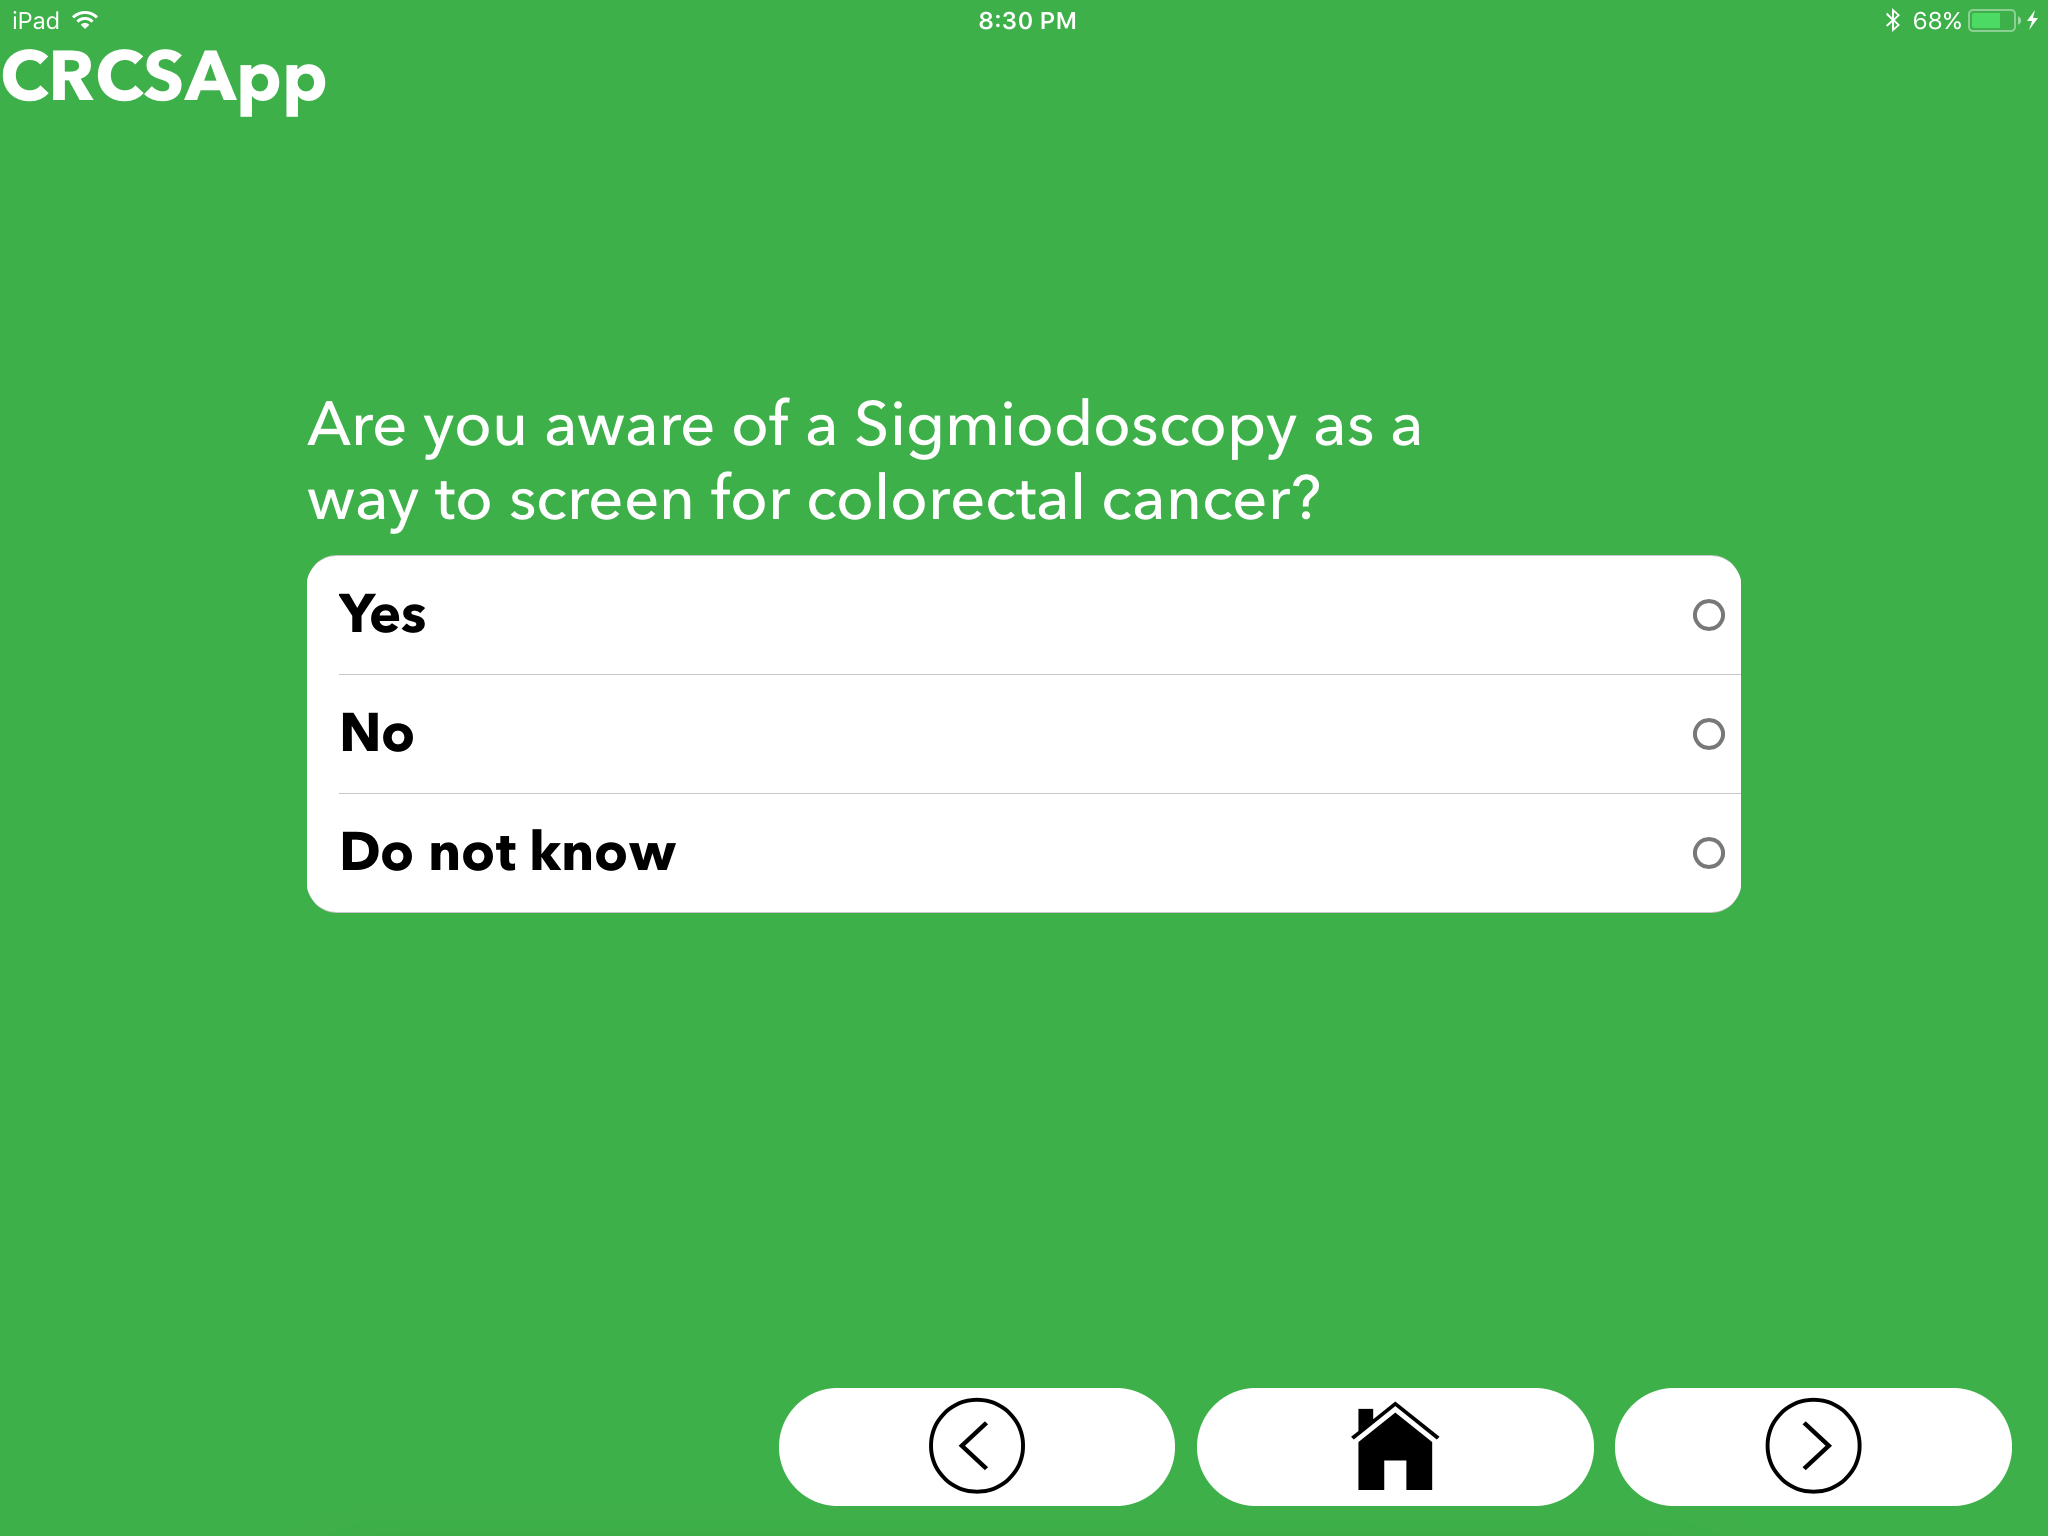 iPad 8:30 PM 68%
CRCSApp
Are you aware of a Sigmiodoscopy as a
way to screen for colorectal cancer?
Yes
No
Do not know